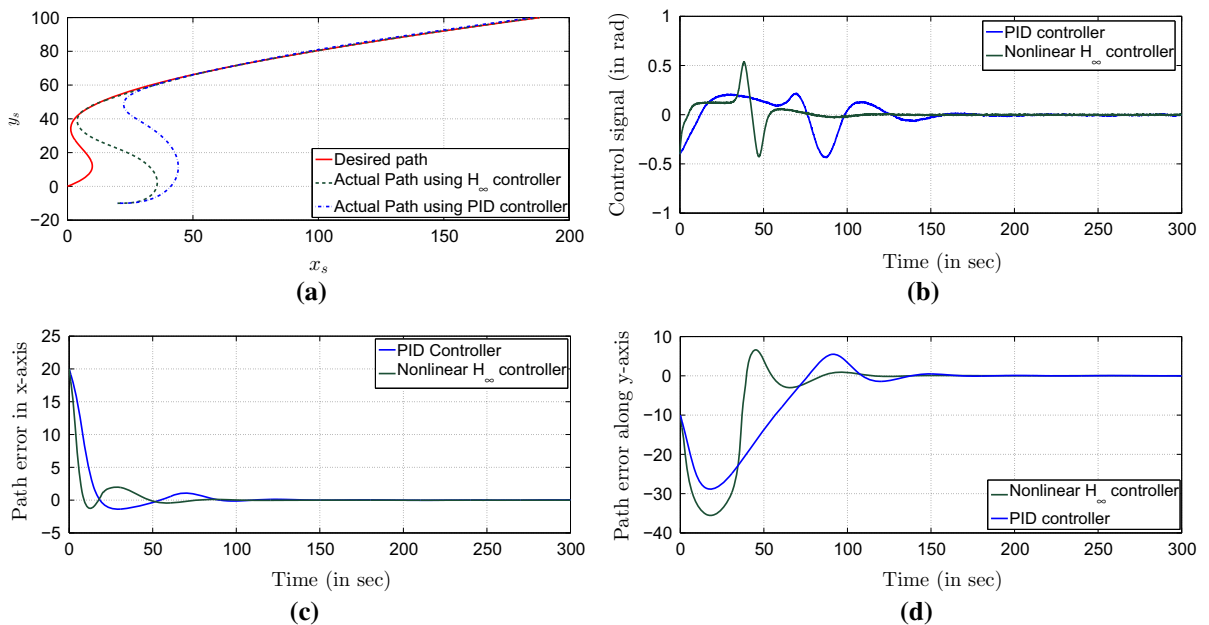 100
80
60
40
20
0
−20
y_s
0
50
100
150
200
x_s
Desired path
Actual Path using H∞ controller
Actual Path using PID controller
(a)
1
0.5
0
−0.5
−1
Control signal (in rad)
0
50
100
150
200
250
300
Time (in sec)
PID controller
Nonlinear H∞ controller
(b)
25
20
15
10
5
0
−5
Path error in x-axis
0
50
100
150
200
250
300
Time (in sec)
PID Controller
Nonlinear H∞ controller
(c)
10
0
−10
−20
−30
−40
Path error along y-axis
0
50
100
150
200
250
300
Time (in sec)
Nonlinear H∞ controller
PID controller
(d)